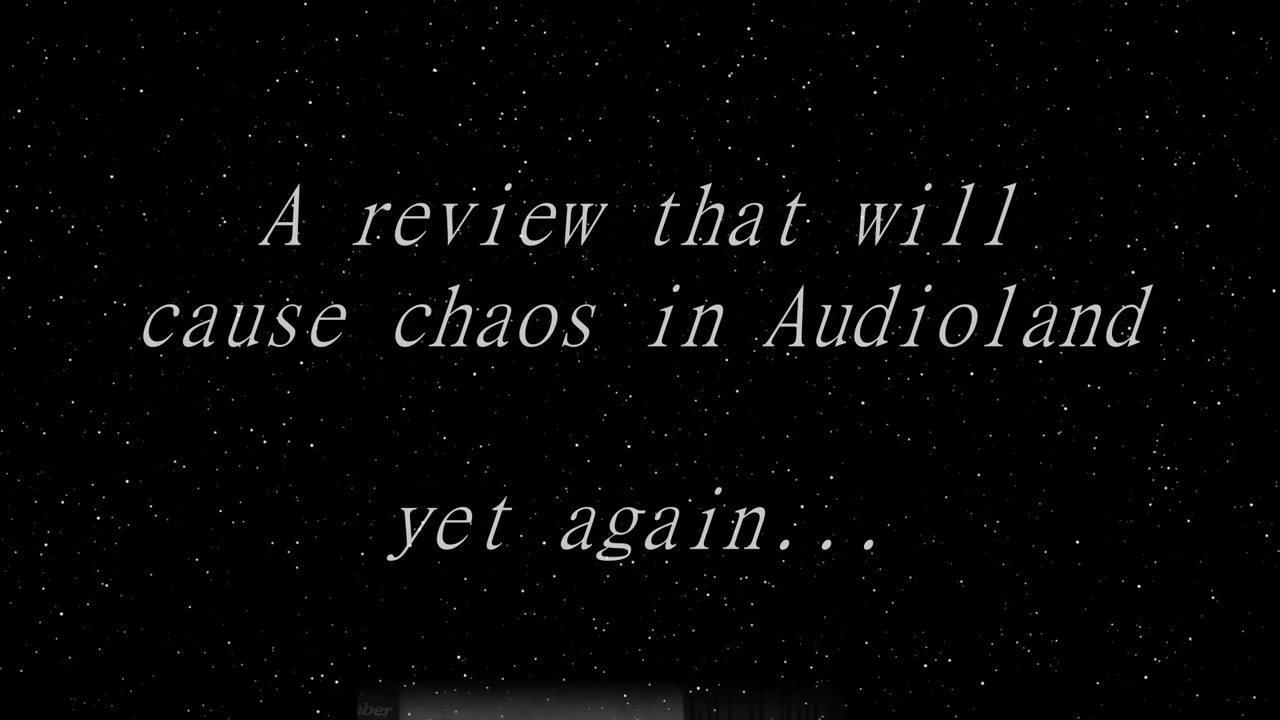 A review that will
cause chaos in Audioland
yet again...